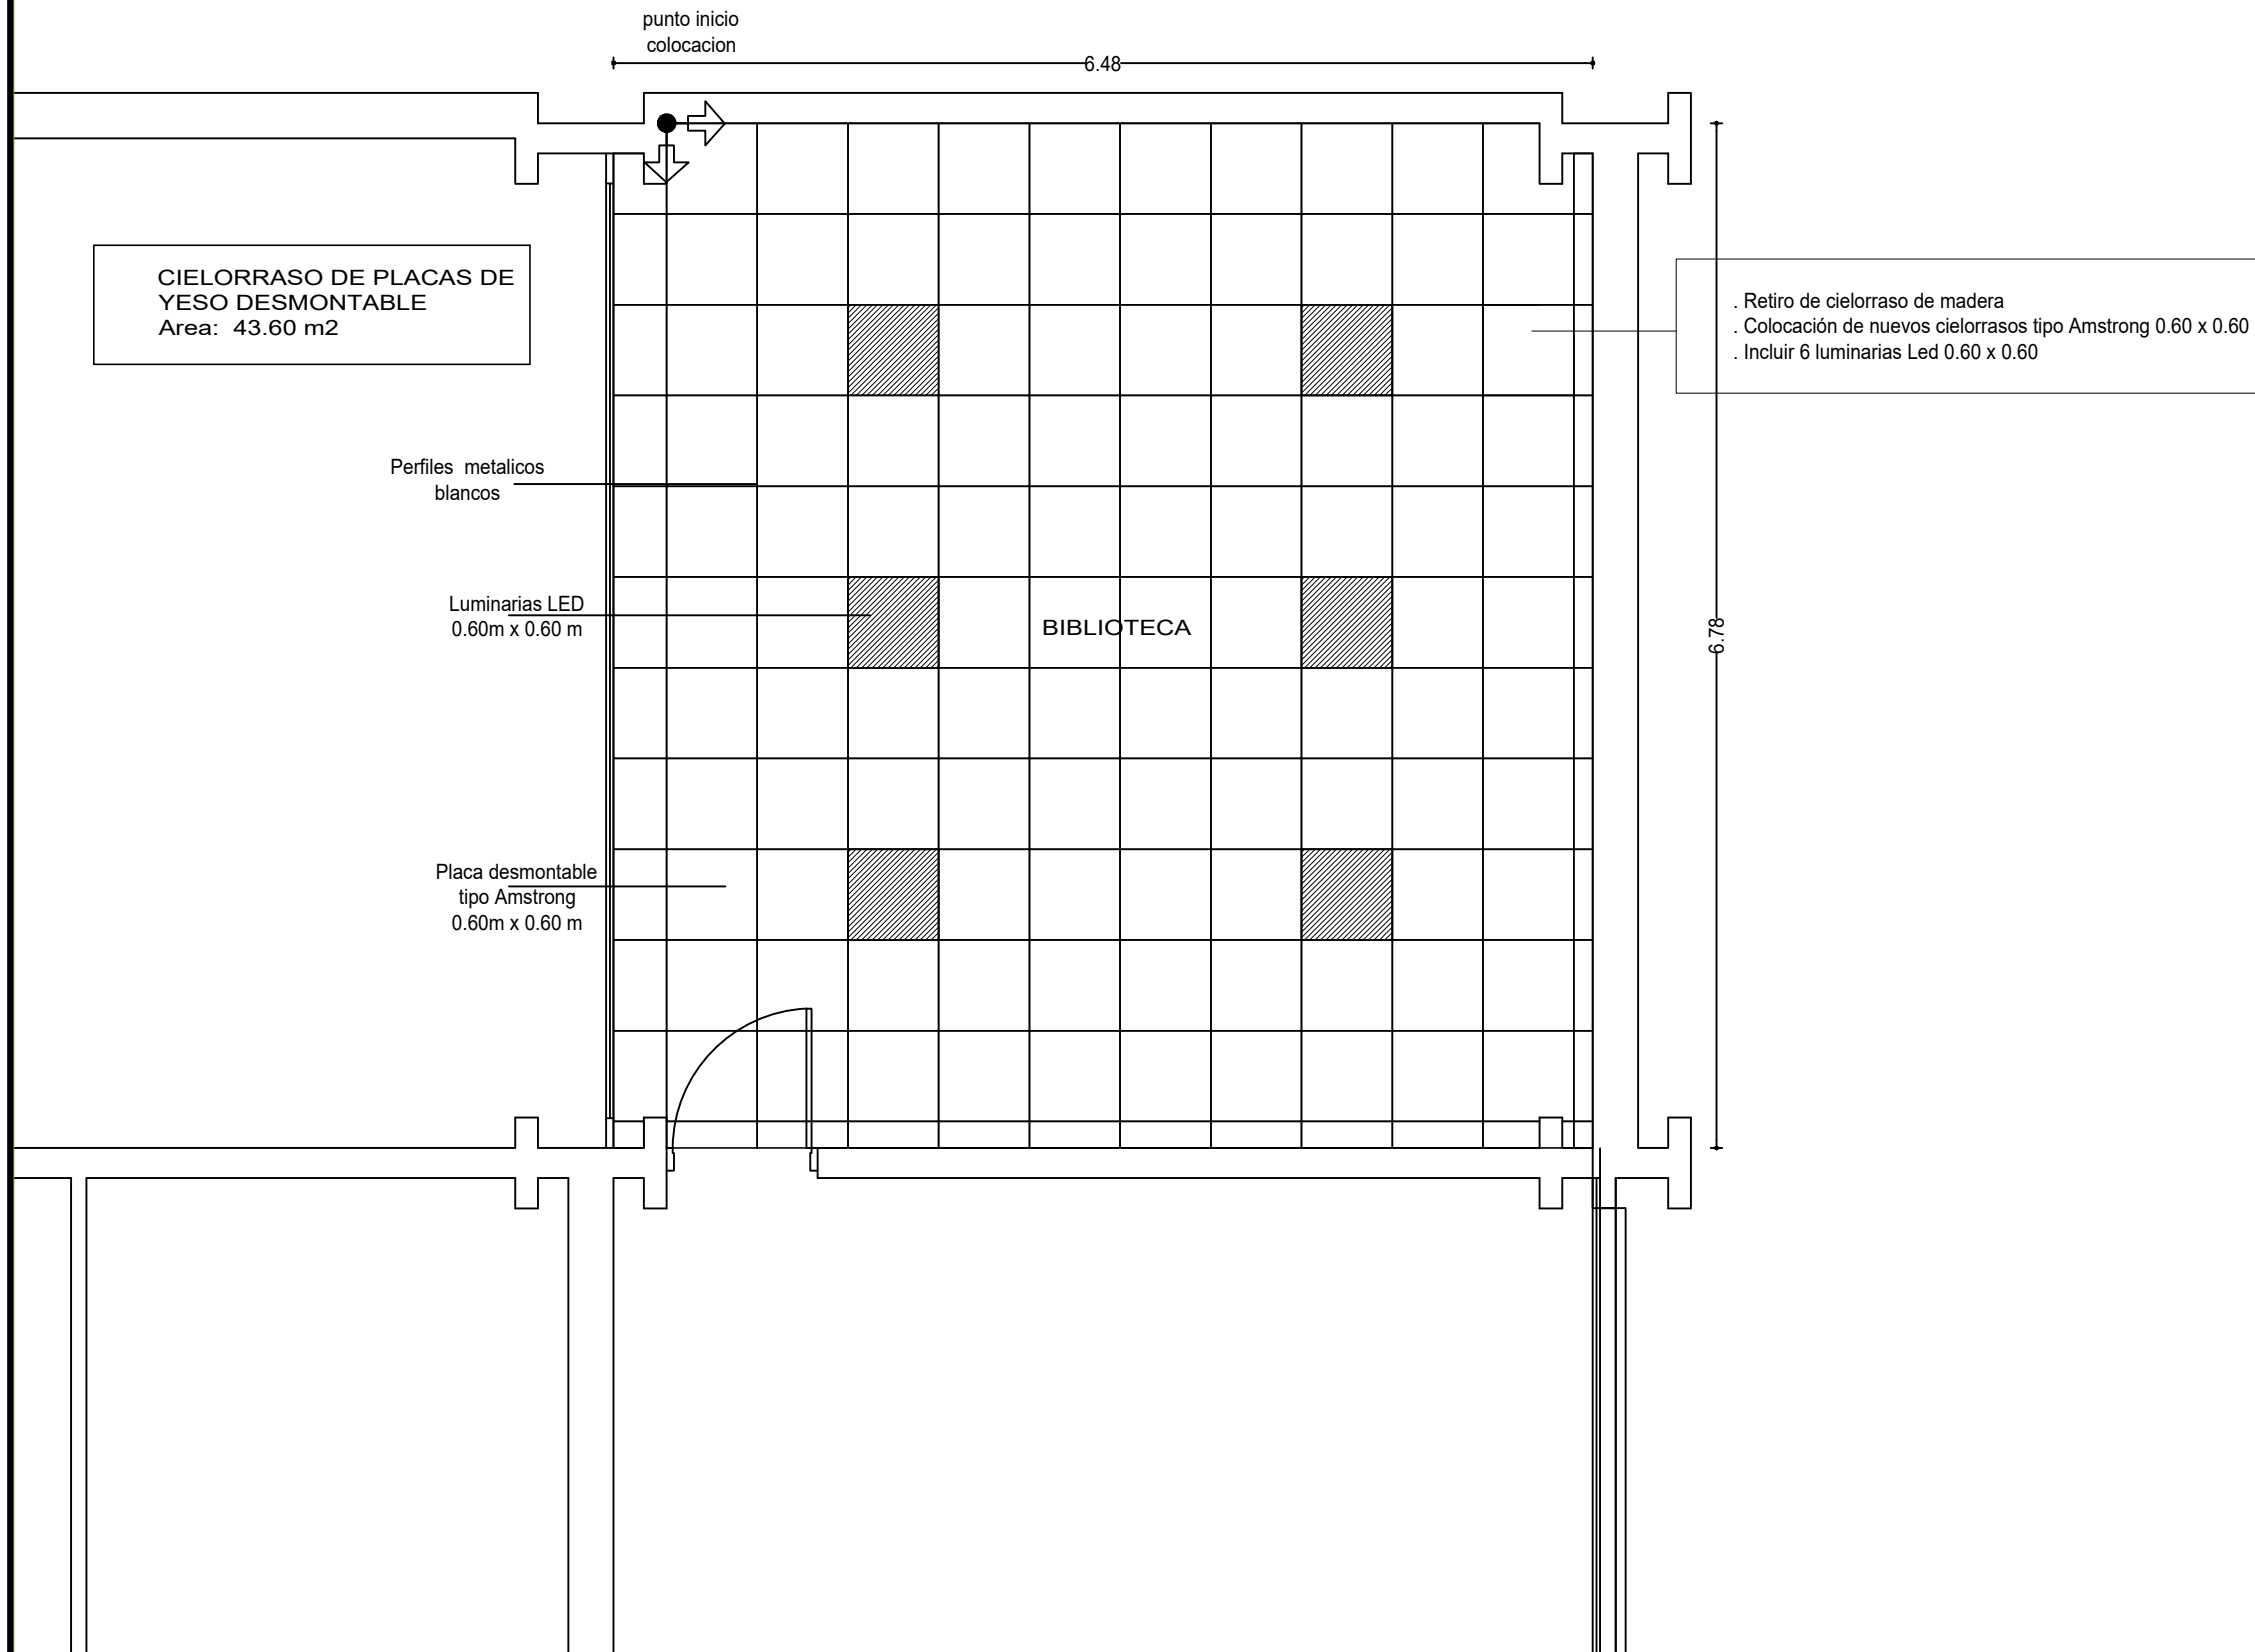 punto inicio
colocacion
6.48
CIELORRASO DE PLACAS DE
YESO DESMONTABLE
Area: 43.60 m2
. Retiro de cielorraso de madera
. Colocación de nuevos cielorrasos tipo Amstrong 0.60 x 0.60
. Incluir 6 luminarias Led 0.60 x 0.60
Perfiles metalicos
blancos
Luminarias LED
0.60m x 0.60 m
BIBLIOTECA
6.78
Placa desmontable
tipo Amstrong
0.60m x 0.60 m